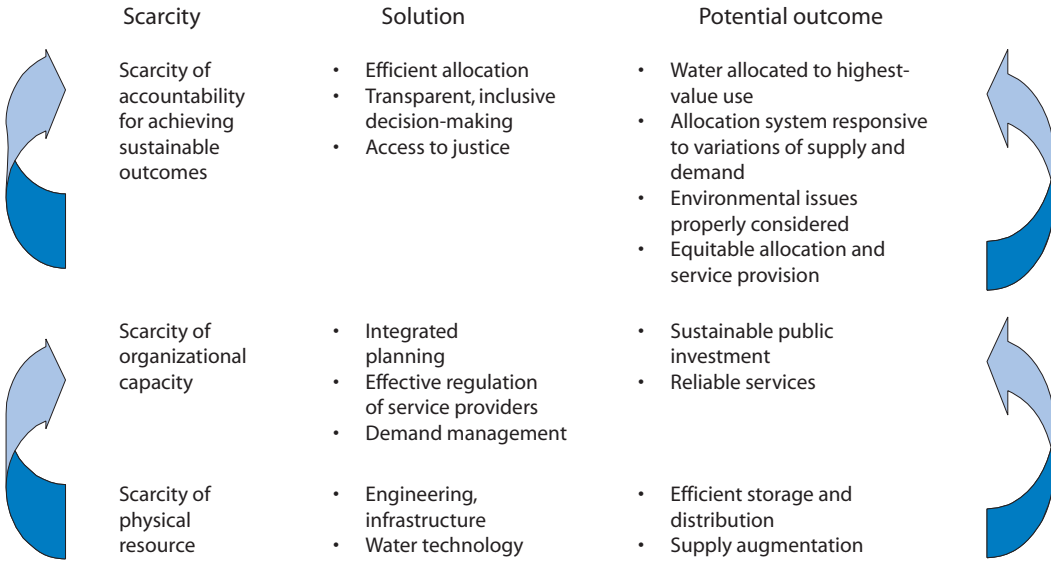 Scarcity
Solution
Potential outcome
Scarcity of
accountability
for achieving
sustainable
outcomes
• Efficient allocation
• Transparent, inclusive
decision-making
• Access to justice
• Water allocated to highest-
value use
• Allocation system responsive
to variations of supply and
demand
• Environmental issues
properly considered
• Equitable allocation and
service provision
Scarcity of
organizational
capacity
• Integrated
planning
• Effective regulation
of service providers
• Demand management
• Sustainable public
investment
• Reliable services
Scarcity of
physical
resource
• Engineering,
infrastructure
• Water technology
• Efficient storage and
distribution
• Supply augmentation